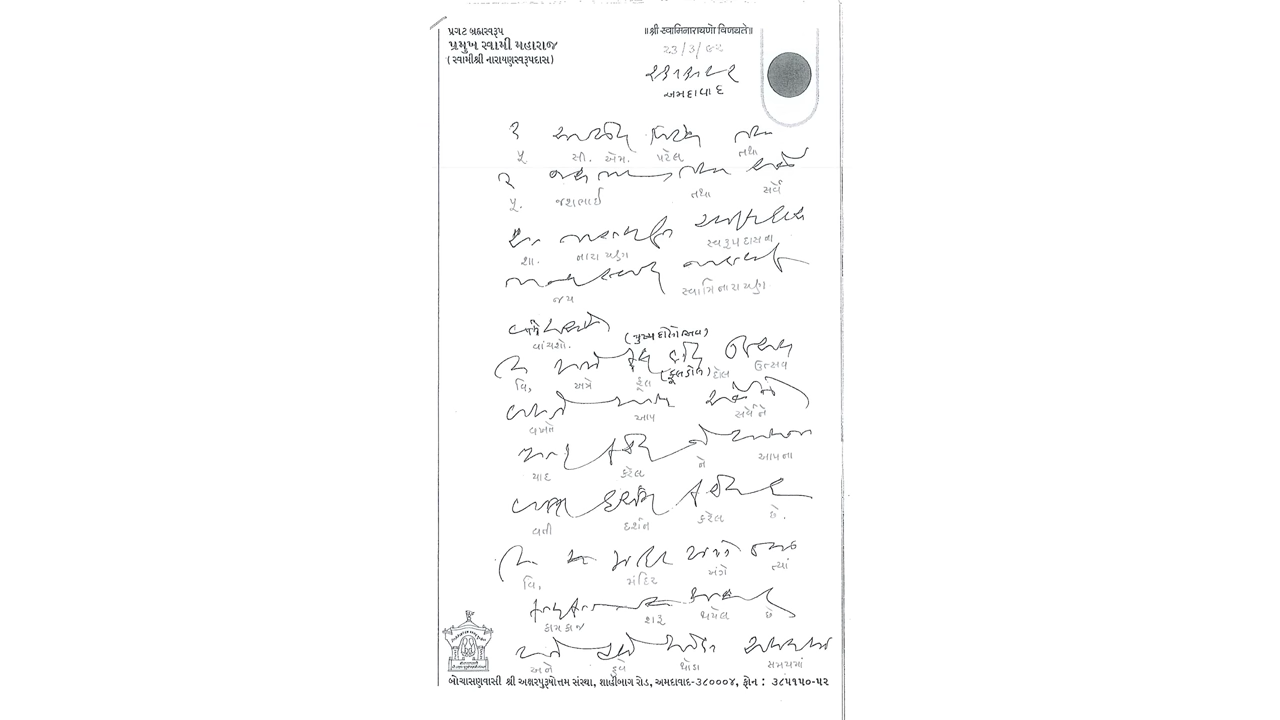 પ્રગટ બ્રહ્મસ્વરૂપ
પ્રમુખ સ્વામી મહારાજ
(સ્વામીશ્રી નારાયણસ્વરૂપદાસ)
॥ શ્રી સ્વામિનારાયણો વિજયતે ॥
૨૩/૩/૯૨
અમદાવાદ
પૂ. સી. એમ. પટેલ તથા
પૂ. જશભાઈ તથા સર્વે
શા. નારાયણ સ્વરૂપદાસના
જય સ્વામિનારાયણ
વાંચશો.
(પુષ્પદોલોત્સવ)
વિ, અત્રે ફૂલ (ફૂલદોલ) દોલ ઉત્સવ
વખતે આપ સર્વેને
યાદ કરેલ ને આપના
વતી દર્શન કરેલ છે.
વિ, મંદિર અંગે ત્યાં
કામકાજ શરૂ થયેલ છે
અને હવે થોડા સમયમાં
બોચાસણવાસી શ્રી અક્ષરપુરૂષોત્તમ સંસ્થા, શાહીબાગ રોડ, અમદાવાદ-૩૮૦૦૦૪, ફોન : ૩૮૫૧૫૦-૫૨